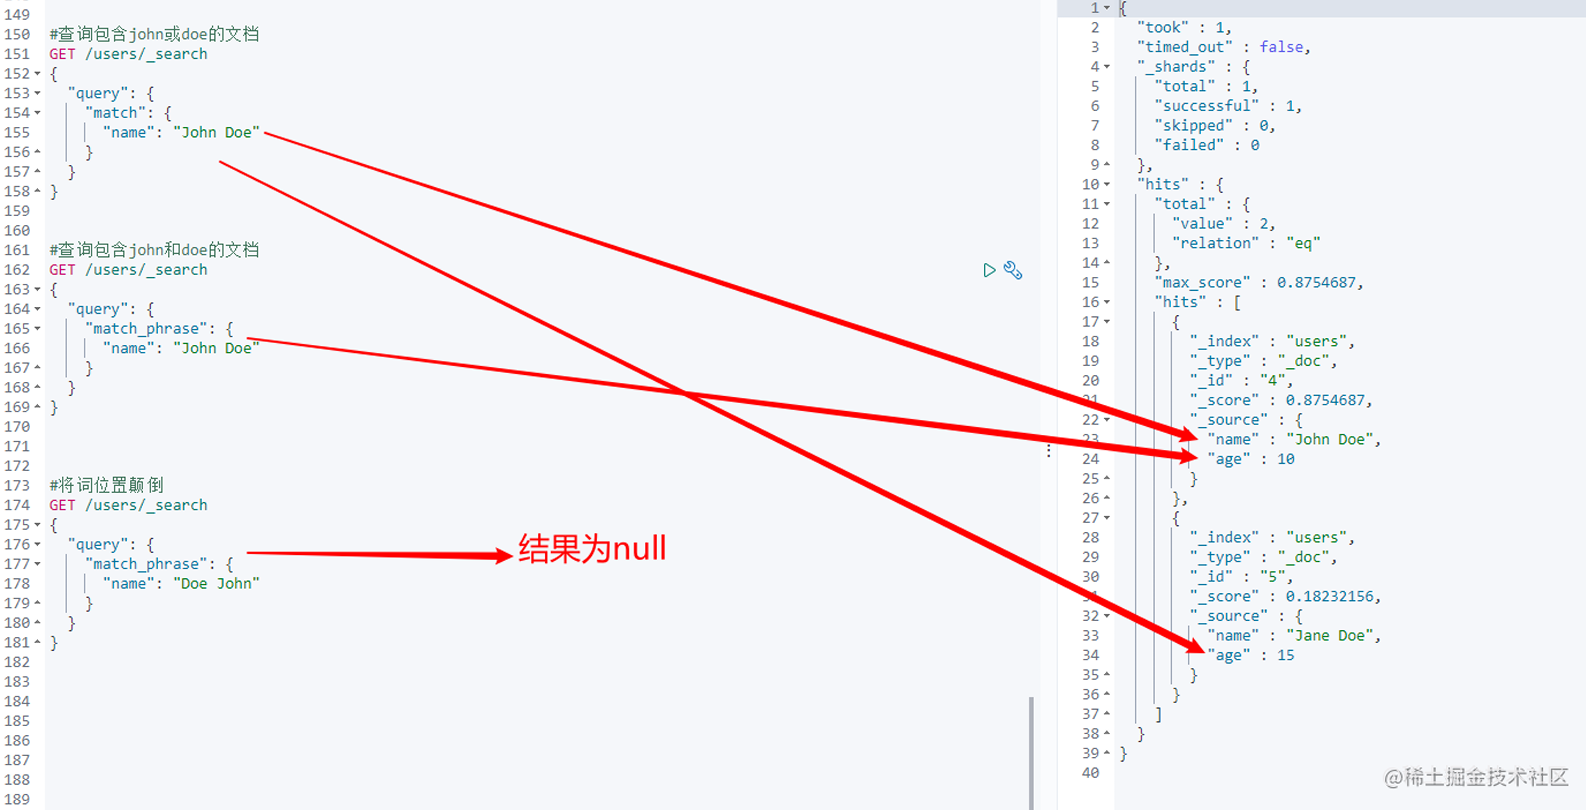 149
150 #查询包含john或doe的文档
151 GET /users/_search
152 {
153 "query": {
154 "match": {
155 "name": "John Doe"
156 }
157 }
158 }
159
160
161 #查询包含john和doe的文档
162 GET /users/_search
163 {
164 "query": {
165 "match_phrase": {
166 "name": "John Doe"
167 }
168 }
169 }
170
171
172
173 #将词位置颠倒
174 GET /users/_search
175 {
176 "query": {
177 "match_phrase": {
178 "name": "Doe John"
179 }
180 }
181 }
182
183
184
185
186
187
188
189
结果为null
1 {
2 "took" : 1,
3 "timed_out" : false,
4 "_shards" : {
5 "total" : 1,
6 "successful" : 1,
7 "skipped" : 0,
8 "failed" : 0
9 },
10 "hits" : {
11 "total" : {
12 "value" : 2,
13 "relation" : "eq"
14 },
15 "max_score" : 0.8754687,
16 "hits" : [
17 {
18 "_index" : "users",
19 "_type" : "_doc",
20 "_id" : "4",
21 "_score" : 0.8754687,
22 "_source" : {
23 "name" : "John Doe",
24 "age" : 10
25 }
26 },
27 {
28 "_index" : "users",
29 "_type" : "_doc",
30 "_id" : "5",
31 "_score" : 0.18232156,
32 "_source" : {
33 "name" : "Jane Doe",
34 "age" : 15
35 }
36 }
37 ]
38 }
39 }
40
@稀土掘金技术社区